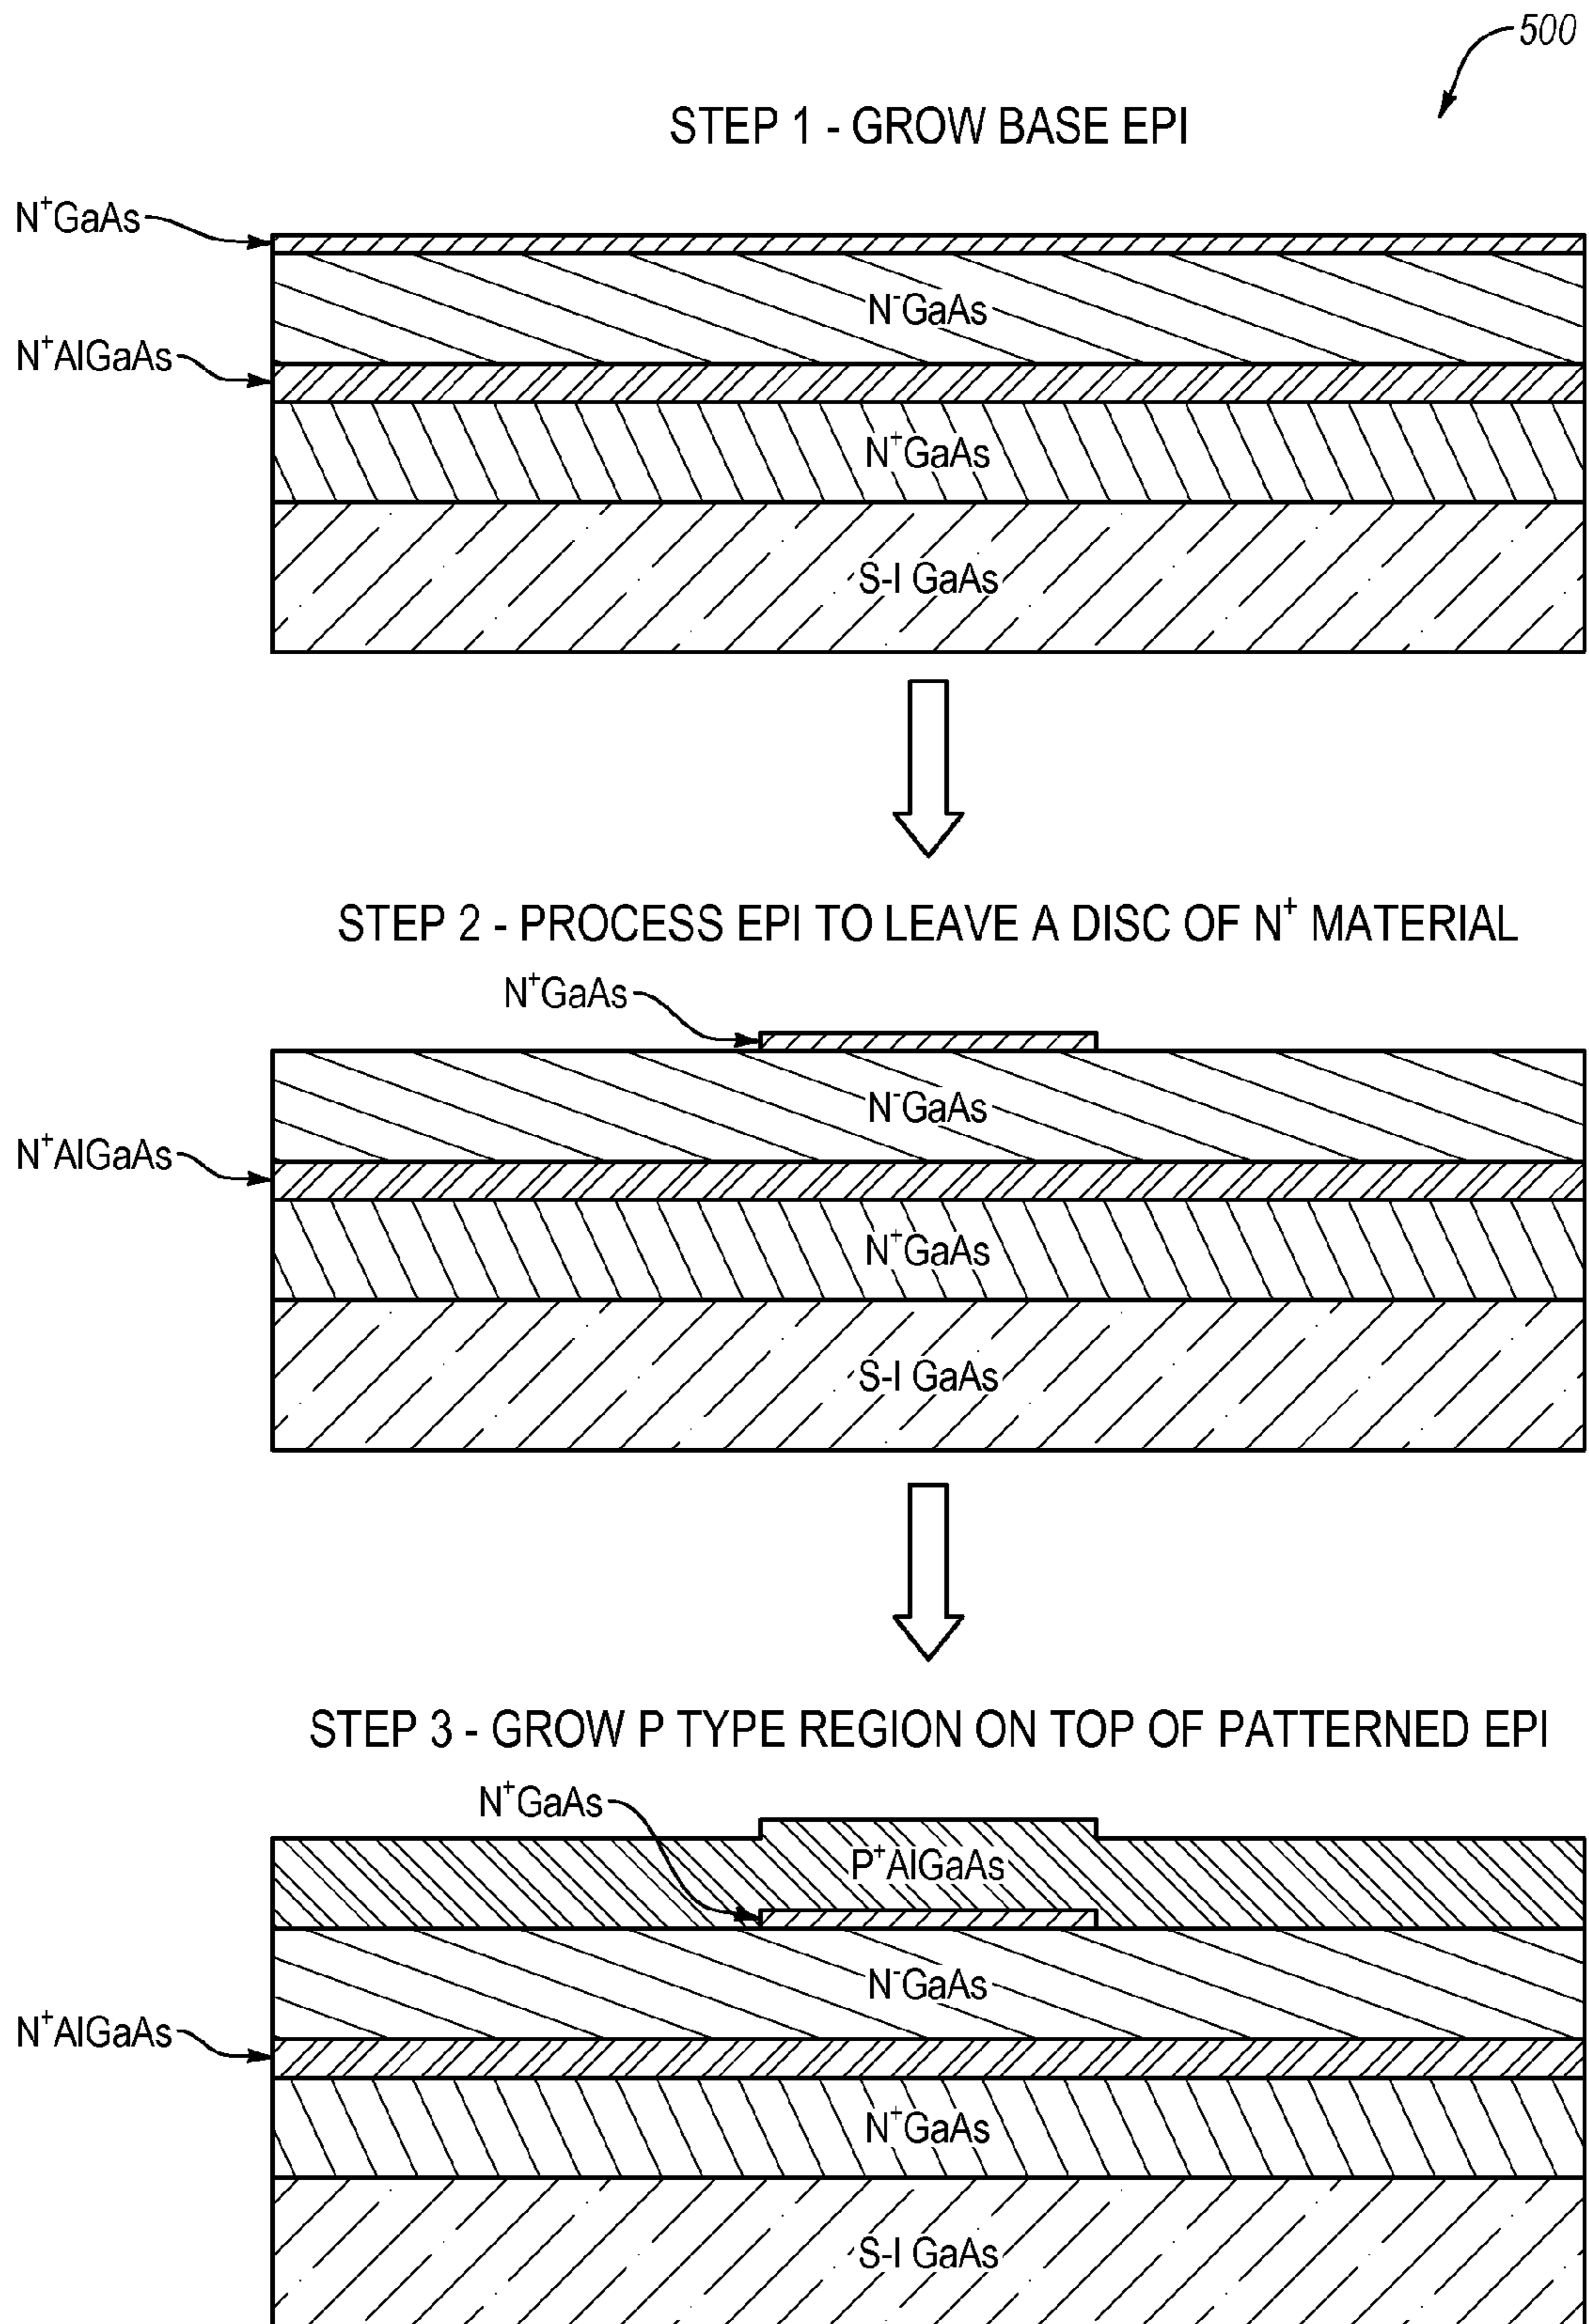 500
STEP 1 - GROW BASE EPI
N⁺GaAs
N⁻GaAs
N⁺AlGaAs
N⁺GaAs
S-I GaAs
STEP 2 - PROCESS EPI TO LEAVE A DISC OF N⁺ MATERIAL
N⁺GaAs
N⁻GaAs
N⁺AlGaAs
N⁺GaAs
S-I GaAs
STEP 3 - GROW P TYPE REGION ON TOP OF PATTERNED EPI
N⁺GaAs
P⁺AlGaAs
N⁻GaAs
N⁺AlGaAs
N⁺GaAs
S-I GaAs